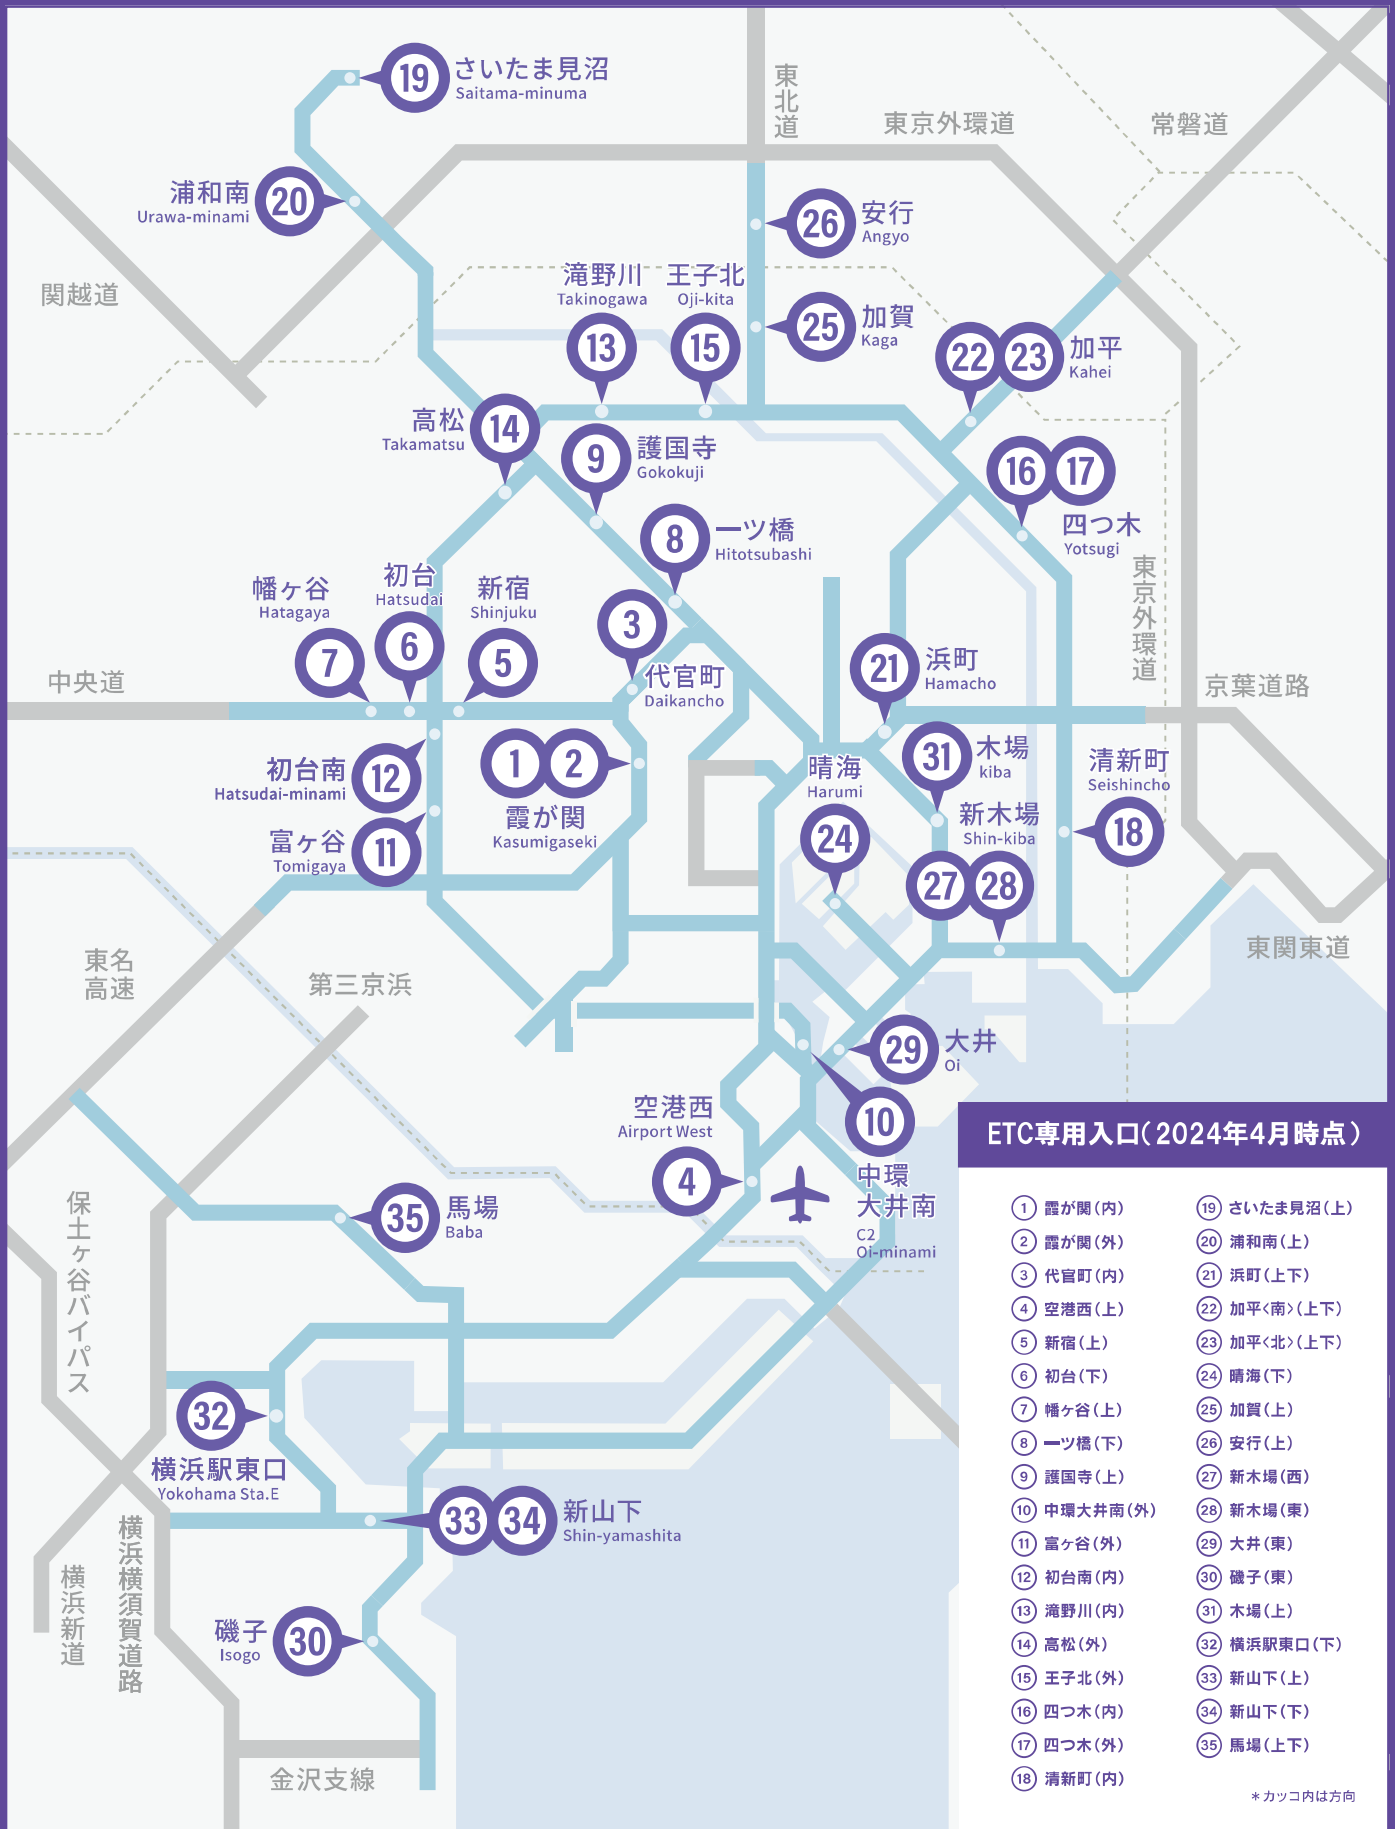 19
さいたま見沼
Saitama-minuma
東北道
東京外環道
常磐道
浦和南
Urawa-minami
20
26
安行
Angyo
関越道
滝野川
Takinogawa
王子北
Oji-kita
13
15
25
加賀
Kaga
22
23
加平
Kahei
高松
Takamatsu
14
9
護国寺
Gokokuji
16
17
四つ木
Yotsugi
8
一ツ橋
Hitotsubashi
東京外環道
幡ヶ谷
Hatagaya
初台
Hatsudai
新宿
Shinjuku
7
6
5
3
代官町
Daikancho
21
浜町
Hamacho
中央道
京葉道路
初台南
Hatsudai-minami
12
1
2
霞が関
Kasumigaseki
31
木場
kiba
晴海
Harumi
24
清新町
Seishincho
18
富ヶ谷
Tomigaya
11
新木場
Shin-kiba
27
28
東名
高速
第三京浜
東関東道
29
大井
Oi
空港西
Airport West
4
10
中環
大井南
C2
Oi-minami
35
馬場
Baba
保土ヶ谷バイパス
32
横浜駅東口
Yokohama Sta.E
33
34
新山下
Shin-yamashita
横浜新道
横浜横須賀道路
磯子
Isogo
30
金沢支線
ETC専用入口(2024年4月時点)
1 霞が関(内)
2 霞が関(外)
3 代官町(内)
4 空港西(上)
5 新宿(上)
6 初台(下)
7 幡ヶ谷(上)
8 一ツ橋(下)
9 護国寺(上)
10 中環大井南(外)
11 富ヶ谷(外)
12 初台南(内)
13 滝野川(内)
14 高松(外)
15 王子北(外)
16 四つ木(内)
17 四つ木(外)
18 清新町(内)
19 さいたま見沼(上)
20 浦和南(上)
21 浜町(上下)
22 加平<南>(上下)
23 加平<北>(上下)
24 晴海(下)
25 加賀(上)
26 安行(上)
27 新木場(西)
28 新木場(東)
29 大井(東)
30 磯子(東)
31 木場(上)
32 横浜駅東口(下)
33 新山下(上)
34 新山下(下)
35 馬場(上下)
*カッコ内は方向